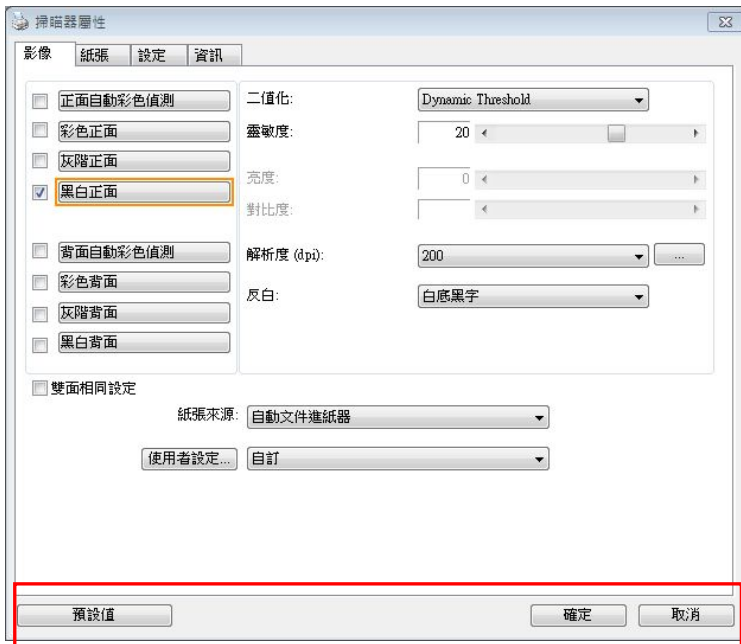 掃瞄器屬性
影像 紙張 設定 資訊
正面自動彩色偵測
彩色正面
灰階正面
黑白正面
背面自動彩色偵測
彩色背面
灰階背面
黑白背面
二值化: Dynamic Threshold
靈敏度: 20
亮度: 0
對比度:
解析度 (dpi): 200 ...
反白: 白底黑字
雙面相同設定
紙張來源: 自動文件進紙器
使用者設定... 自訂
預設值 確定 取消